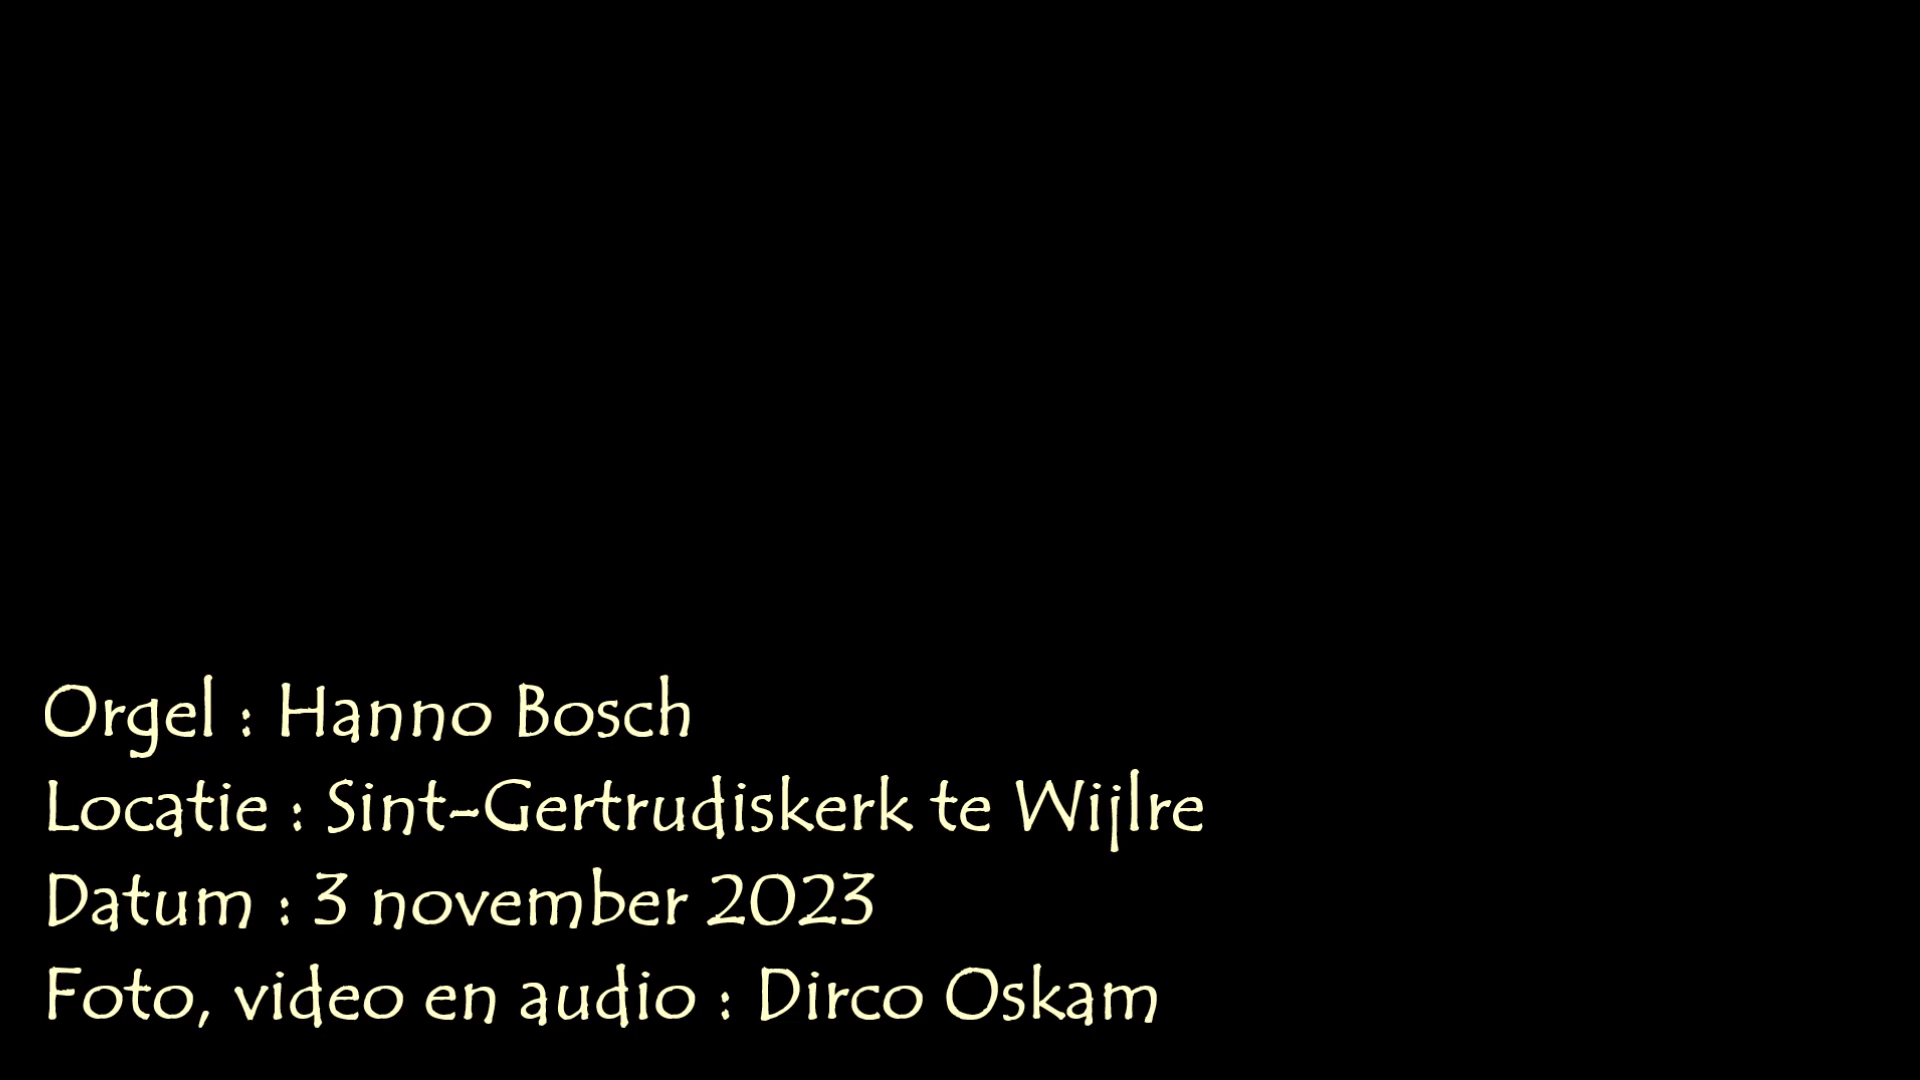 Orgel : Hanno Bosch
Locatie : Sint-Gertrudiskerk te Wijlre
Datum : 3 november 2023
Foto, video en audio : Dirco Oskam